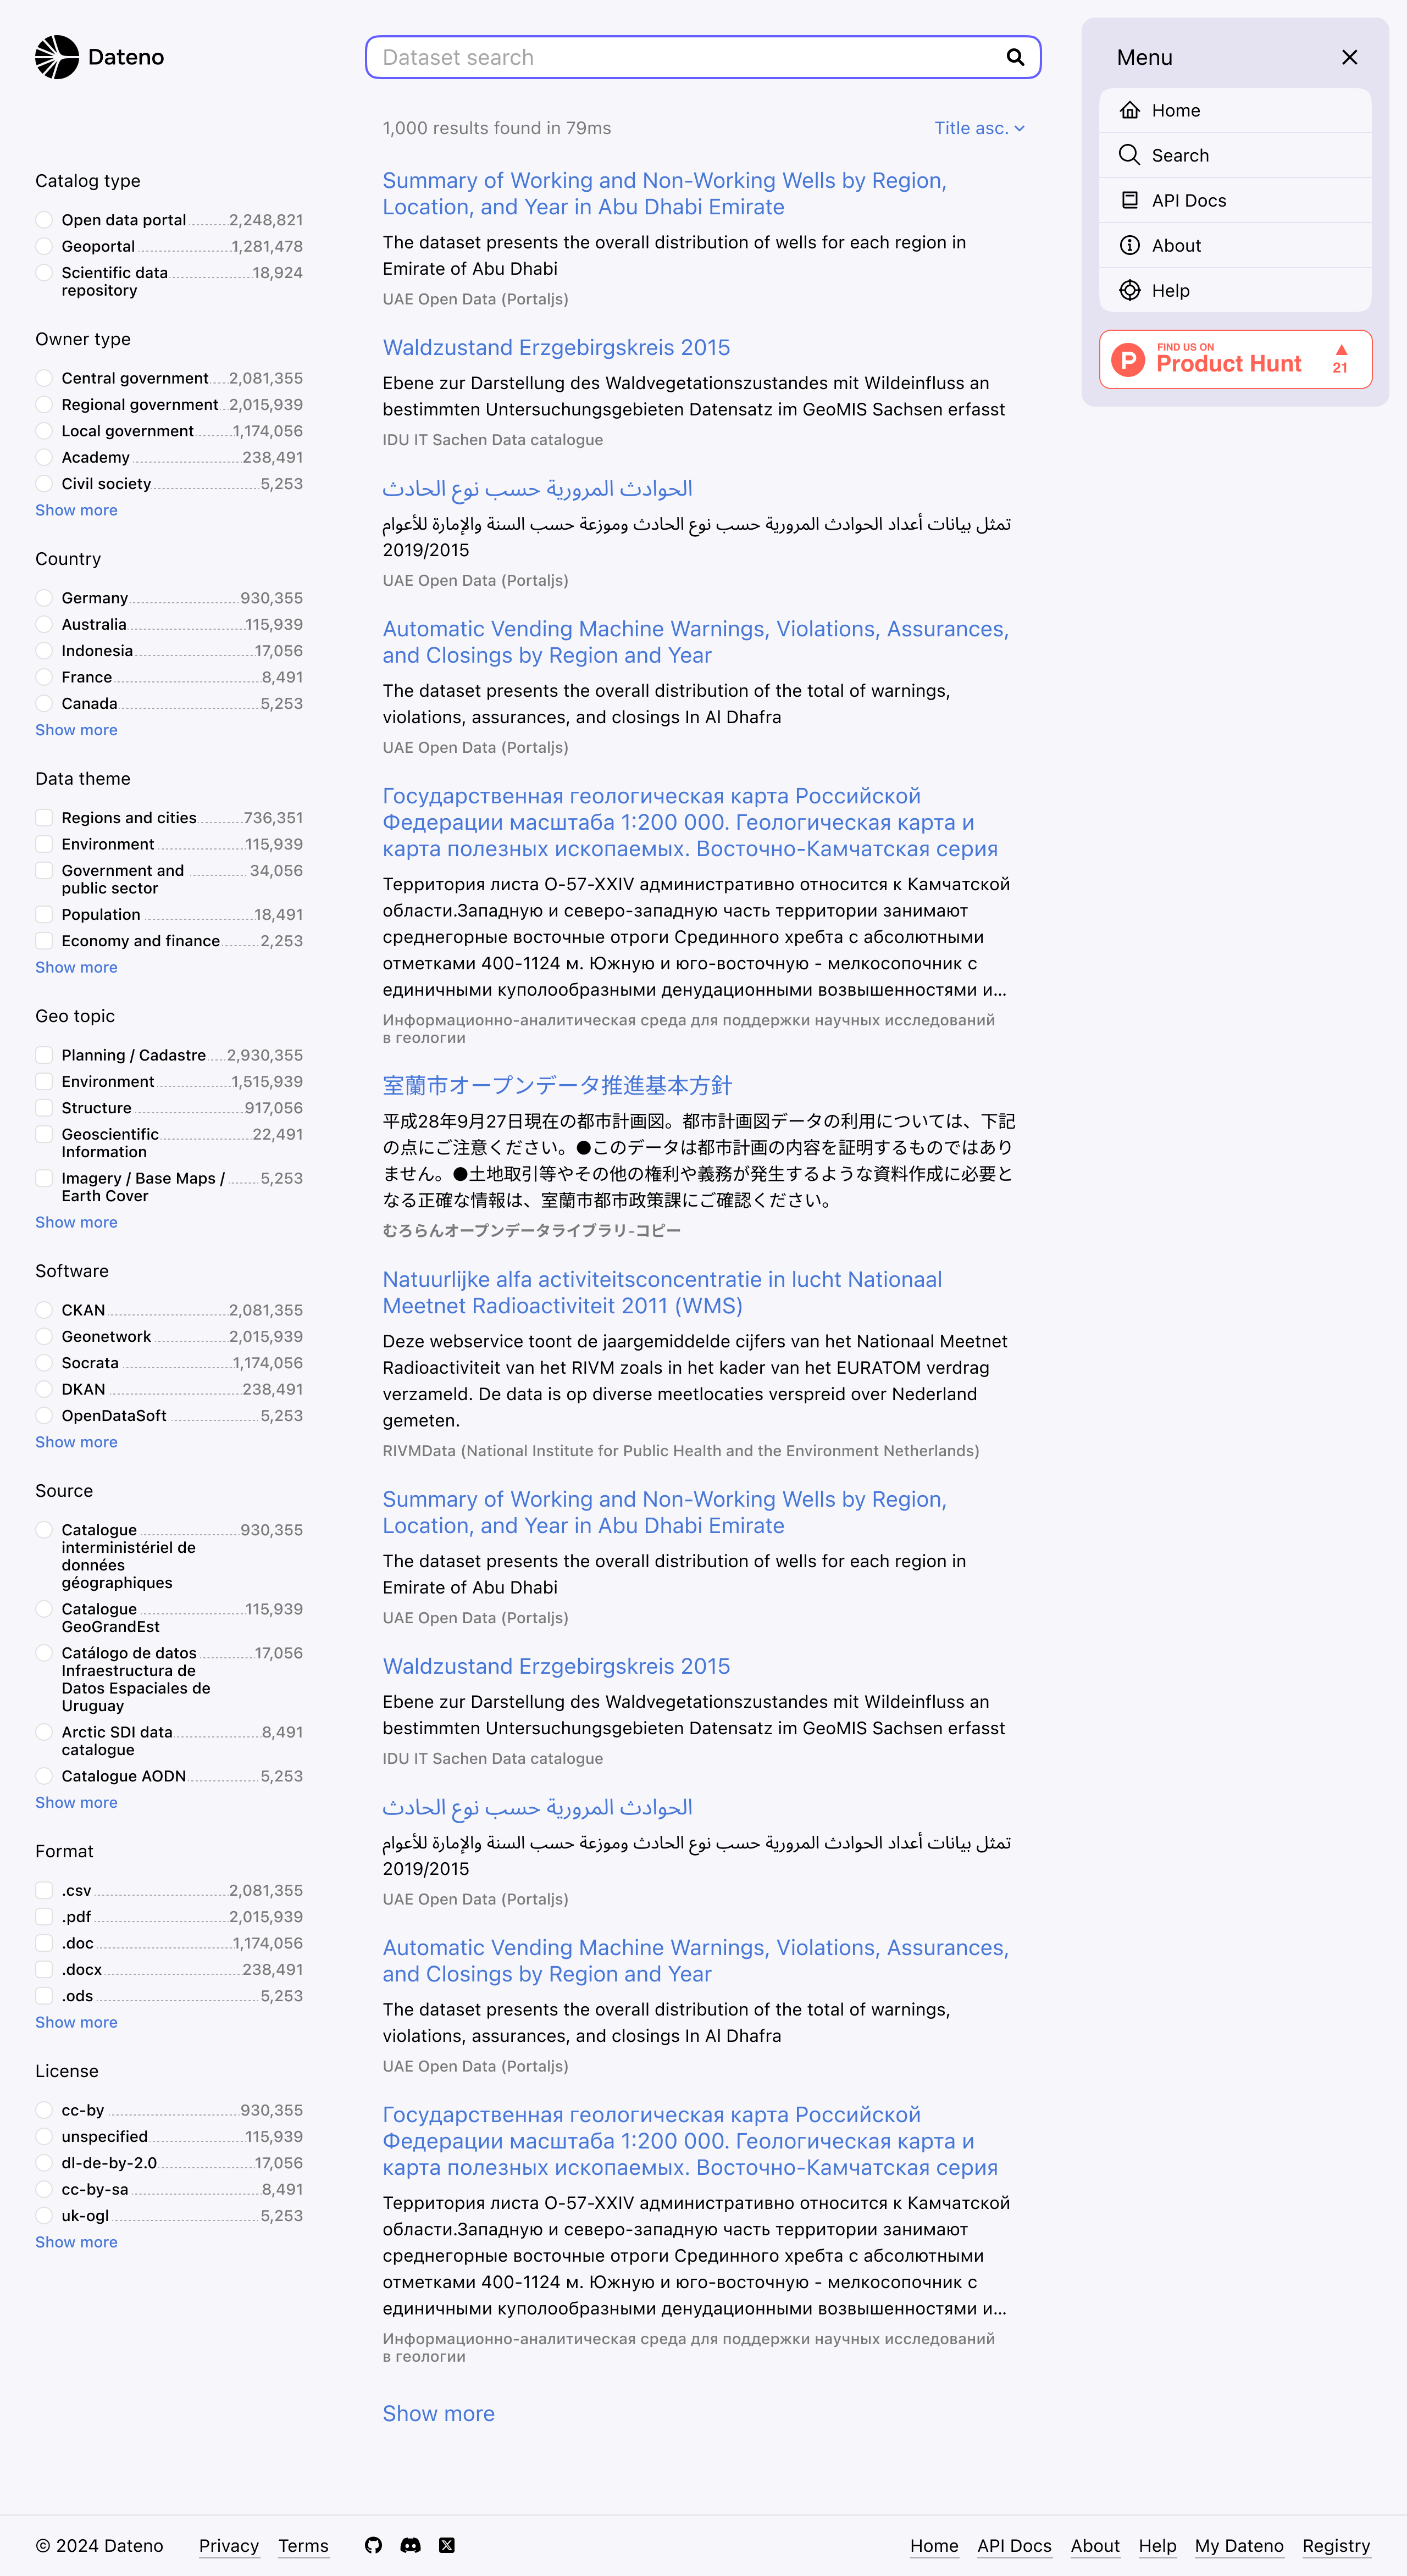 Dateno
Dataset search
Menu
Home
Search
API Docs
About
Help
FIND US ON
Product Hunt
21
1,000 results found in 79ms
Title asc.
Catalog type
Open data portal 2,248,821
Geoportal 1,281,478
Scientific data 18,924
repository
Owner type
Central government 2,081,355
Regional government 2,015,939
Local government 1,174,056
Academy 238,491
Civil society 5,253
Show more
Country
Germany 930,355
Australia 115,939
Indonesia 17,056
France 8,491
Canada 5,253
Show more
Data theme
Regions and cities 736,351
Environment 115,939
Government and 34,056
public sector
Population 18,491
Economy and finance 2,253
Show more
Geo topic
Planning / Cadastre 2,930,355
Environment 1,515,939
Structure 917,056
Geoscientific 22,491
Information
Imagery / Base Maps / 5,253
Earth Cover
Show more
Software
CKAN 2,081,355
Geonetwork 2,015,939
Socrata 1,174,056
DKAN 238,491
OpenDataSoft 5,253
Show more
Source
Catalogue 930,355
interministériel de
données
géographiques
Catalogue 115,939
GeoGrandEst
Catálogo de datos 17,056
Infraestructura de
Datos Espaciales de
Uruguay
Arctic SDI data 8,491
catalogue
Catalogue AODN 5,253
Show more
Format
.csv 2,081,355
.pdf 2,015,939
.doc 1,174,056
.docx 238,491
.ods 5,253
Show more
License
cc-by 930,355
unspecified 115,939
dl-de-by-2.0 17,056
cc-by-sa 8,491
uk-ogl 5,253
Show more
Summary of Working and Non-Working Wells by Region,
Location, and Year in Abu Dhabi Emirate
The dataset presents the overall distribution of wells for each region in
Emirate of Abu Dhabi
UAE Open Data (Portaljs)
Waldzustand Erzgebirgskreis 2015
Ebene zur Darstellung des Waldvegetationszustandes mit Wildeinfluss an
bestimmten Untersuchungsgebieten Datensatz im GeoMIS Sachsen erfasst
IDU IT Sachen Data catalogue
الحوادث المرورية حسب نوع الحادث
تمثل بيانات أعداد الحوادث المرورية حسب نوع الحادث وموزعة حسب السنة والإمارة للأعوام
2019/2015
UAE Open Data (Portaljs)
Automatic Vending Machine Warnings, Violations, Assurances,
and Closings by Region and Year
The dataset presents the overall distribution of the total of warnings,
violations, assurances, and closings In Al Dhafra
UAE Open Data (Portaljs)
Государственная геологическая карта Российской
Федерации масштаба 1:200 000. Геологическая карта и
карта полезных ископаемых. Восточно-Камчатская серия
Территория листа O-57-XXIV административно относится к Камчатской
области.Западную и северо-западную часть территории занимают
среднегорные восточные отроги Срединного хребта с абсолютными
отметками 400-1124 м. Южную и юго-восточную - мелкосопочник с
единичными куполообразными денудационными возвышенностями и...
Информационно-аналитическая среда для поддержки научных исследований
в геологии
室蘭市オープンデータ推進基本方針
平成28年9月27日現在の都市計画図。都市計画図データの利用については、下記
の点にご注意ください。●このデータは都市計画の内容を証明するものではあり
ません。●土地取引等やその他の権利や義務が発生するような資料作成に必要と
なる正確な情報は、室蘭市都市政策課にご確認ください。
むろらんオープンデータライブラリ-コピー
Natuurlijke alfa activiteitsconcentratie in lucht Nationaal
Meetnet Radioactiviteit 2011 (WMS)
Deze webservice toont de jaargemiddelde cijfers van het Nationaal Meetnet
Radioactiviteit van het RIVM zoals in het kader van het EURATOM verdrag
verzameld. De data is op diverse meetlocaties verspreid over Nederland
gemeten.
RIVMData (National Institute for Public Health and the Environment Netherlands)
Summary of Working and Non-Working Wells by Region,
Location, and Year in Abu Dhabi Emirate
The dataset presents the overall distribution of wells for each region in
Emirate of Abu Dhabi
UAE Open Data (Portaljs)
Waldzustand Erzgebirgskreis 2015
Ebene zur Darstellung des Waldvegetationszustandes mit Wildeinfluss an
bestimmten Untersuchungsgebieten Datensatz im GeoMIS Sachsen erfasst
IDU IT Sachen Data catalogue
الحوادث المرورية حسب نوع الحادث
تمثل بيانات أعداد الحوادث المرورية حسب نوع الحادث وموزعة حسب السنة والإمارة للأعوام
2019/2015
UAE Open Data (Portaljs)
Automatic Vending Machine Warnings, Violations, Assurances,
and Closings by Region and Year
The dataset presents the overall distribution of the total of warnings,
violations, assurances, and closings In Al Dhafra
UAE Open Data (Portaljs)
Государственная геологическая карта Российской
Федерации масштаба 1:200 000. Геологическая карта и
карта полезных ископаемых. Восточно-Камчатская серия
Территория листа O-57-XXIV административно относится к Камчатской
области.Западную и северо-западную часть территории занимают
среднегорные восточные отроги Срединного хребта с абсолютными
отметками 400-1124 м. Южную и юго-восточную - мелкосопочник с
единичными куполообразными денудационными возвышенностями и...
Информационно-аналитическая среда для поддержки научных исследований
в геологии
Show more
© 2024 Dateno Privacy Terms Home API Docs About Help My Dateno Registry